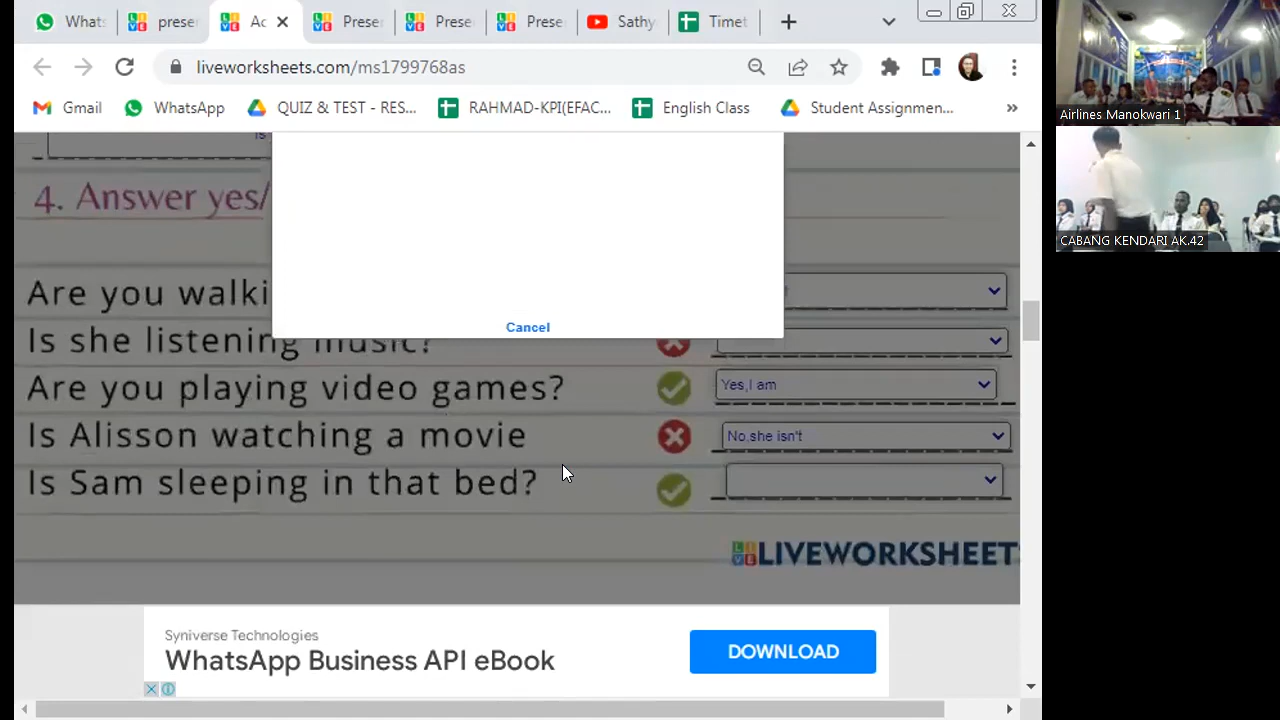 Whats
preser
Ac
Prese
Prese
Prese
Sathy
Timet
liveworksheets.com/ms1799768as
Gmail
WhatsApp
QUIZ & TEST - RES...
RAHMAD-KPI(EFAC...
English Class
Student Assignmen...
»
Airlines Manokwari 1
CABANG KENDARI AK.42
is
4. Answer yes/
Are you walki
Is she listening music?
Are you playing video games?
Yes,I am
Is Alisson watching a movie
No,she isn't
Is Sam sleeping in that bed?
Cancel
LIVEWORKSHEETS
Syniverse Technologies
WhatsApp Business API eBook
DOWNLOAD